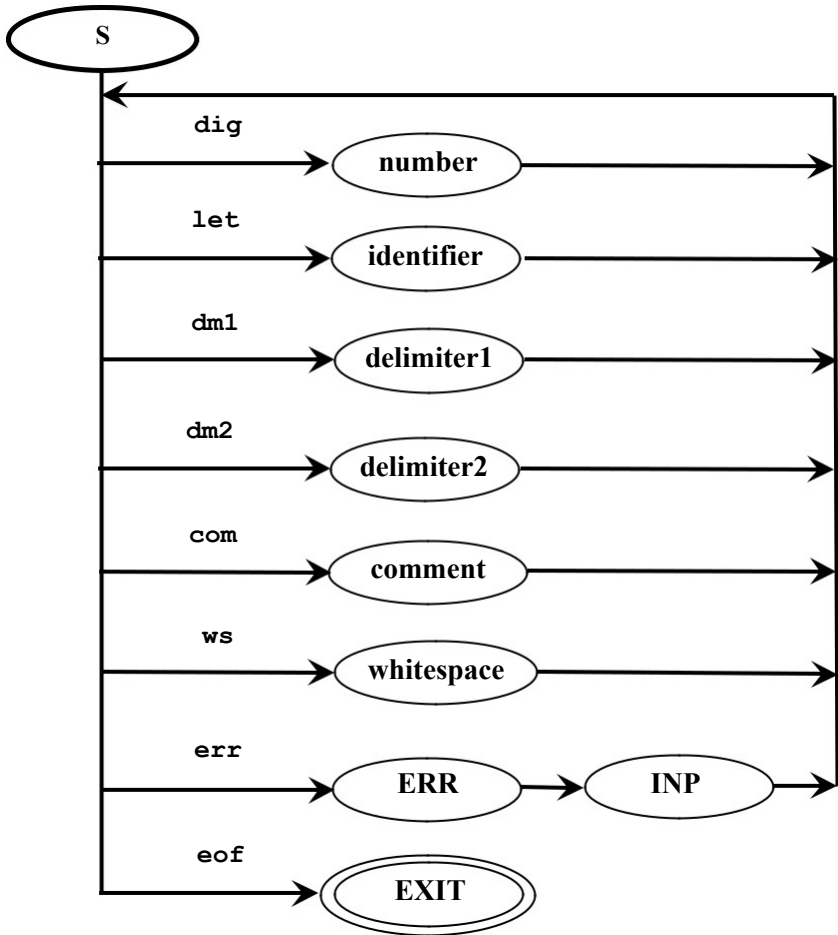 S
dig
number
let
identifier
dm1
delimiter1
dm2
delimiter2
com
comment
ws
whitespace
err
ERR
INP
eof
EXIT